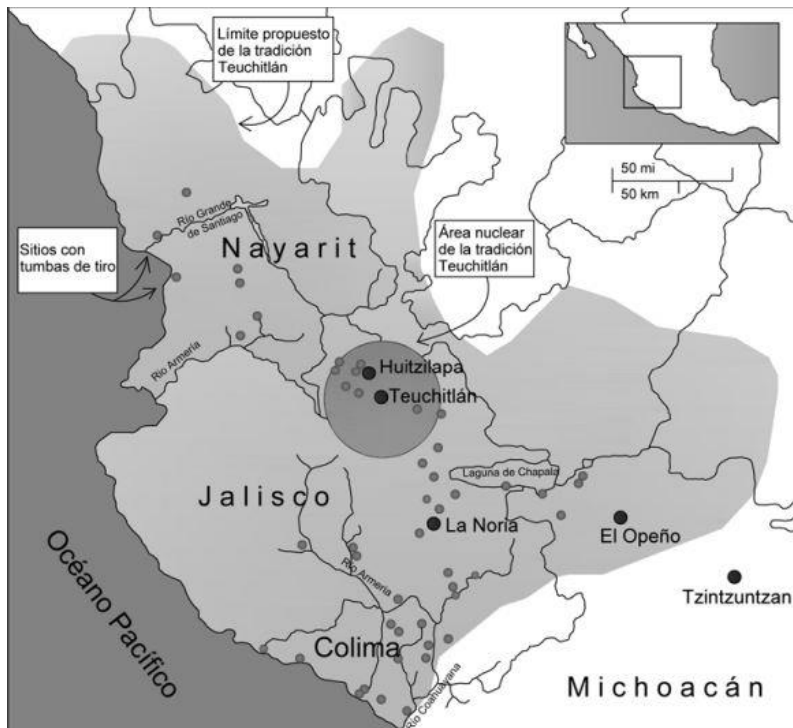 Límite propuesto
de la tradición
Teuchitlán
50 mi
50 km
Río Grande
de Santiago
Área nuclear
de la tradición
Teuchitlán
Sitios con
tumbas de tiro
Nayarit
Río Armería
Huitzilapa
Teuchitlán
Laguna de Chapala
Jalisco
La Noria
El Opeño
Océano Pacífico
Río Armería
Tzintzuntzan
Colima
Río Coahuayana
Michoacán